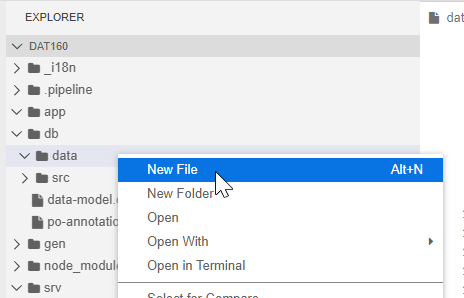 EXPLORER
dat
DAT160
_i18n
.pipeline
app
db
data
New File Alt+N
src
New Folder
data-model.
Open
po-annotatio
Open With
gen
Open in Terminal
node_modul
srv
Select for Compare